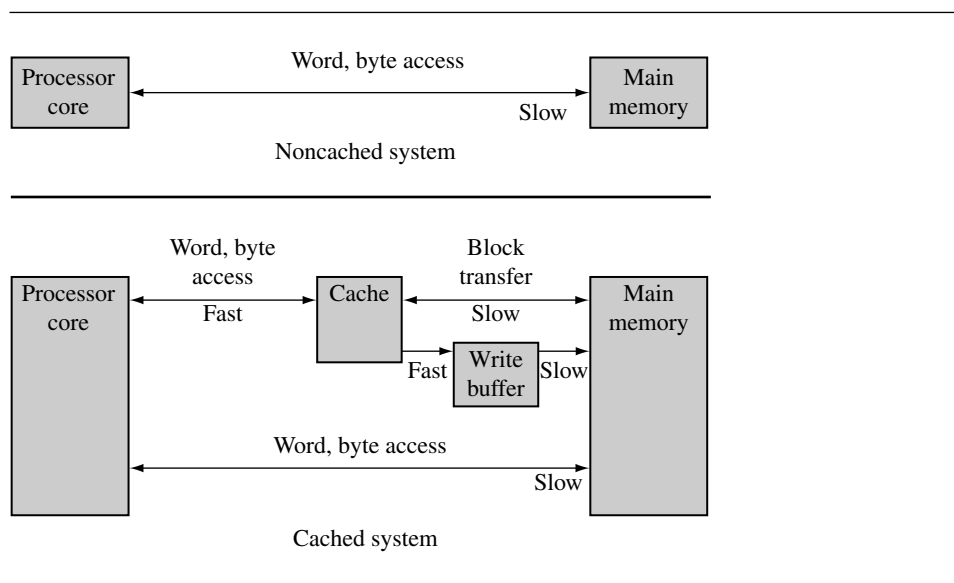 Word, byte access
Processor
core
Main
memory
Slow
Noncached system
Word, byte
access
Block
transfer
Processor
core
Cache
Main
memory
Fast
Slow
Write
buffer
Fast
Slow
Word, byte access
Slow
Cached system